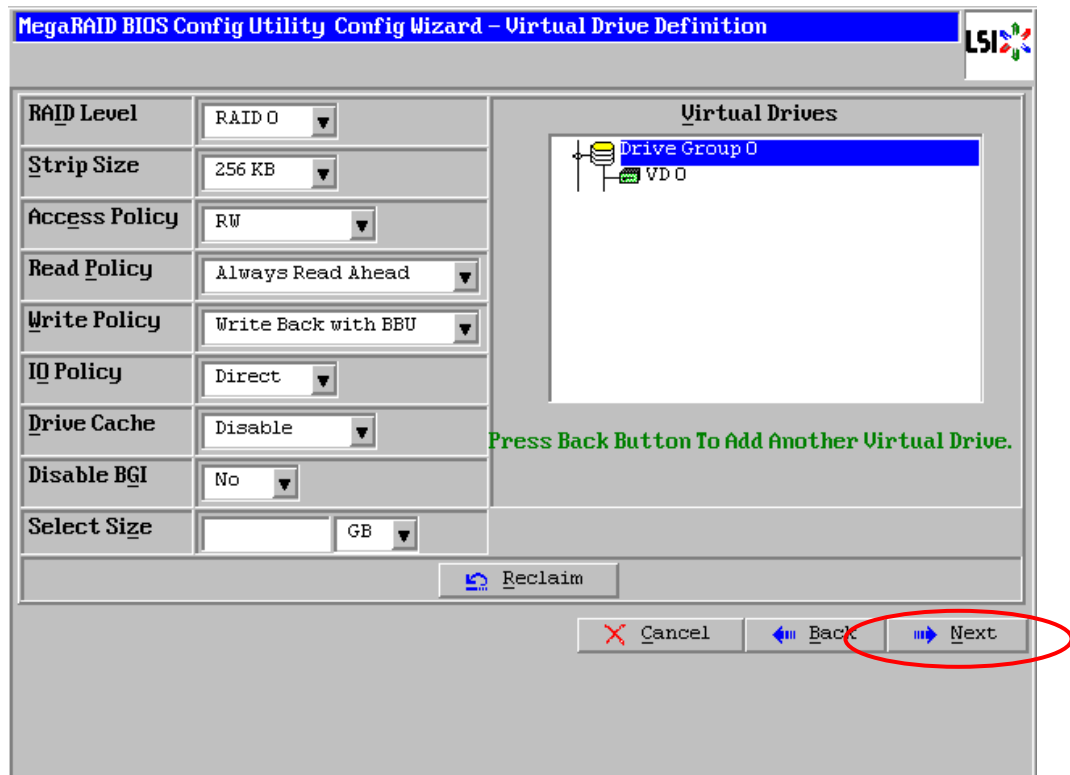 MegaRAID BIOS Config Utility Config Wizard – Virtual Drive Definition
LSI
RAID Level
RAID 0
Strip Size
256 KB
Access Policy
RW
Read Policy
Always Read Ahead
Write Policy
Write Back with BBU
IO Policy
Direct
Drive Cache
Disable
Disable BGI
No
Select Size
GB
Virtual Drives
Drive Group 0
VD 0
Press Back Button To Add Another Virtual Drive.
Reclaim
Cancel
Back
Next